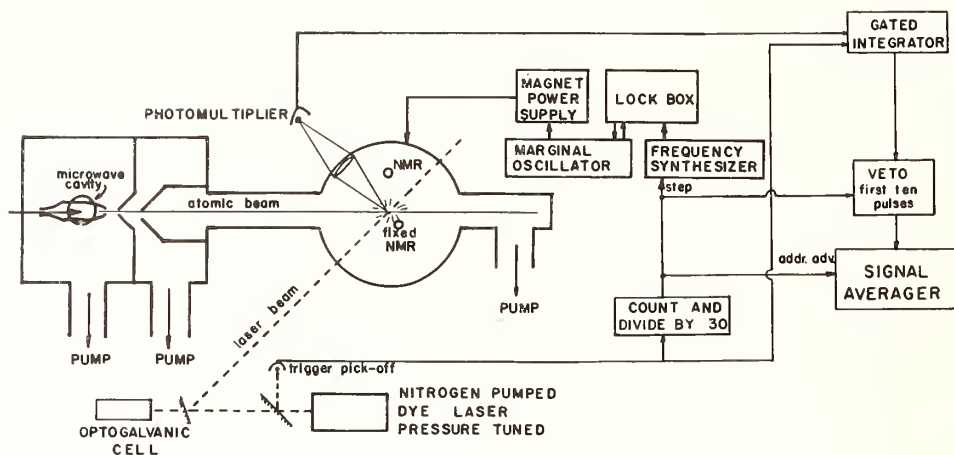 GATED
INTEGRATOR
MAGNET
POWER
SUPPLY
LOCK BOX
PHOTOMULTIPLIER
MARGINAL
OSCILLATOR
FREQUENCY
SYNTHESIZER
NMR
microwave
cavity
step
VETO
first ten
pulses
atomic beam
fixed
NMR
addr. adv.
SIGNAL
AVERAGER
laser beam
COUNT AND
DIVIDE BY 30
PUMP
PUMP
PUMP
trigger pick-off
NITROGEN PUMPED
DYE LASER
PRESSURE TUNED
OPTOGALVANIC
CELL